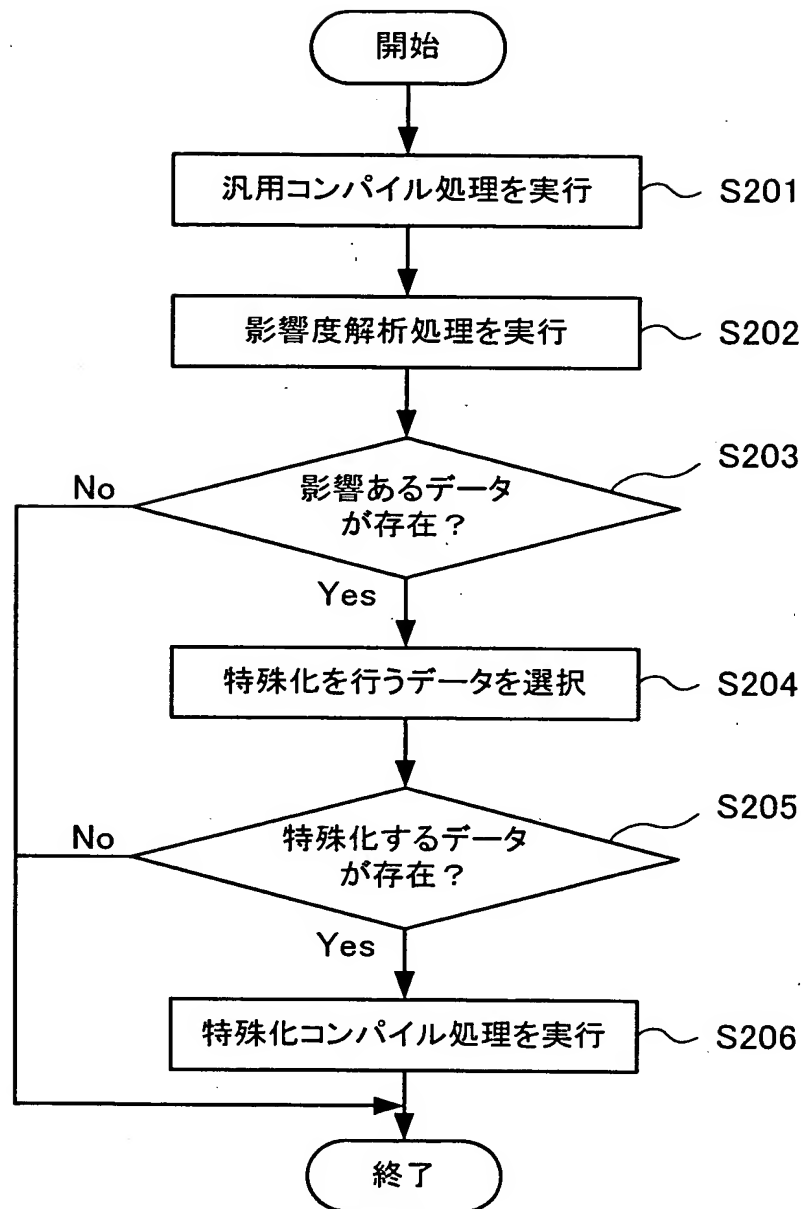 開始
汎用コンパイル処理を実行
S201
影響度解析処理を実行
S202
S203
No
影響あるデータ
が存在？
Yes
特殊化を行うデータを選択
S204
S205
No
特殊化するデータ
が存在？
Yes
特殊化コンパイル処理を実行
S206
終了